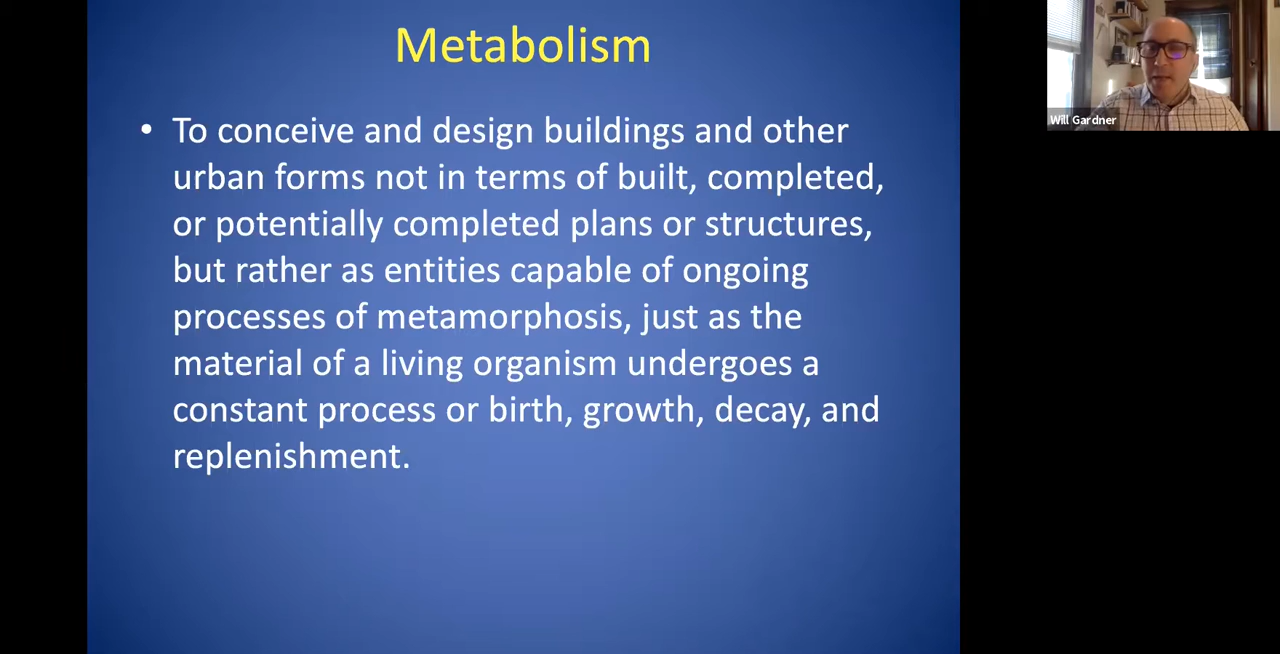 Metabolism
• To conceive and design buildings and other
urban forms not in terms of built, completed,
or potentially completed plans or structures,
but rather as entities capable of ongoing
processes of metamorphosis, just as the
material of a living organism undergoes a
constant process or birth, growth, decay, and
replenishment.
Will Gardner